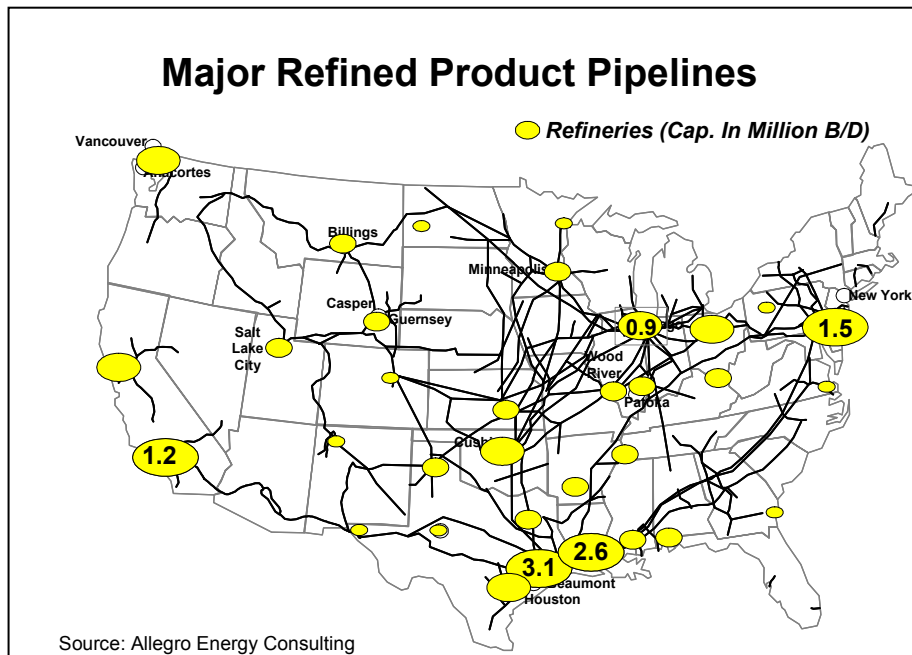 Major Refined Product Pipelines
Refineries (Cap. In Million B/D)
Vancouver
Anacortes
Billings
Minneapolis
New York
Casper
Guernsey
0.9
1.5
Salt
Lake
City
Wood
River
Patoka
1.2
2.6
3.1
Beaumont
Houston
Source: Allegro Energy Consulting